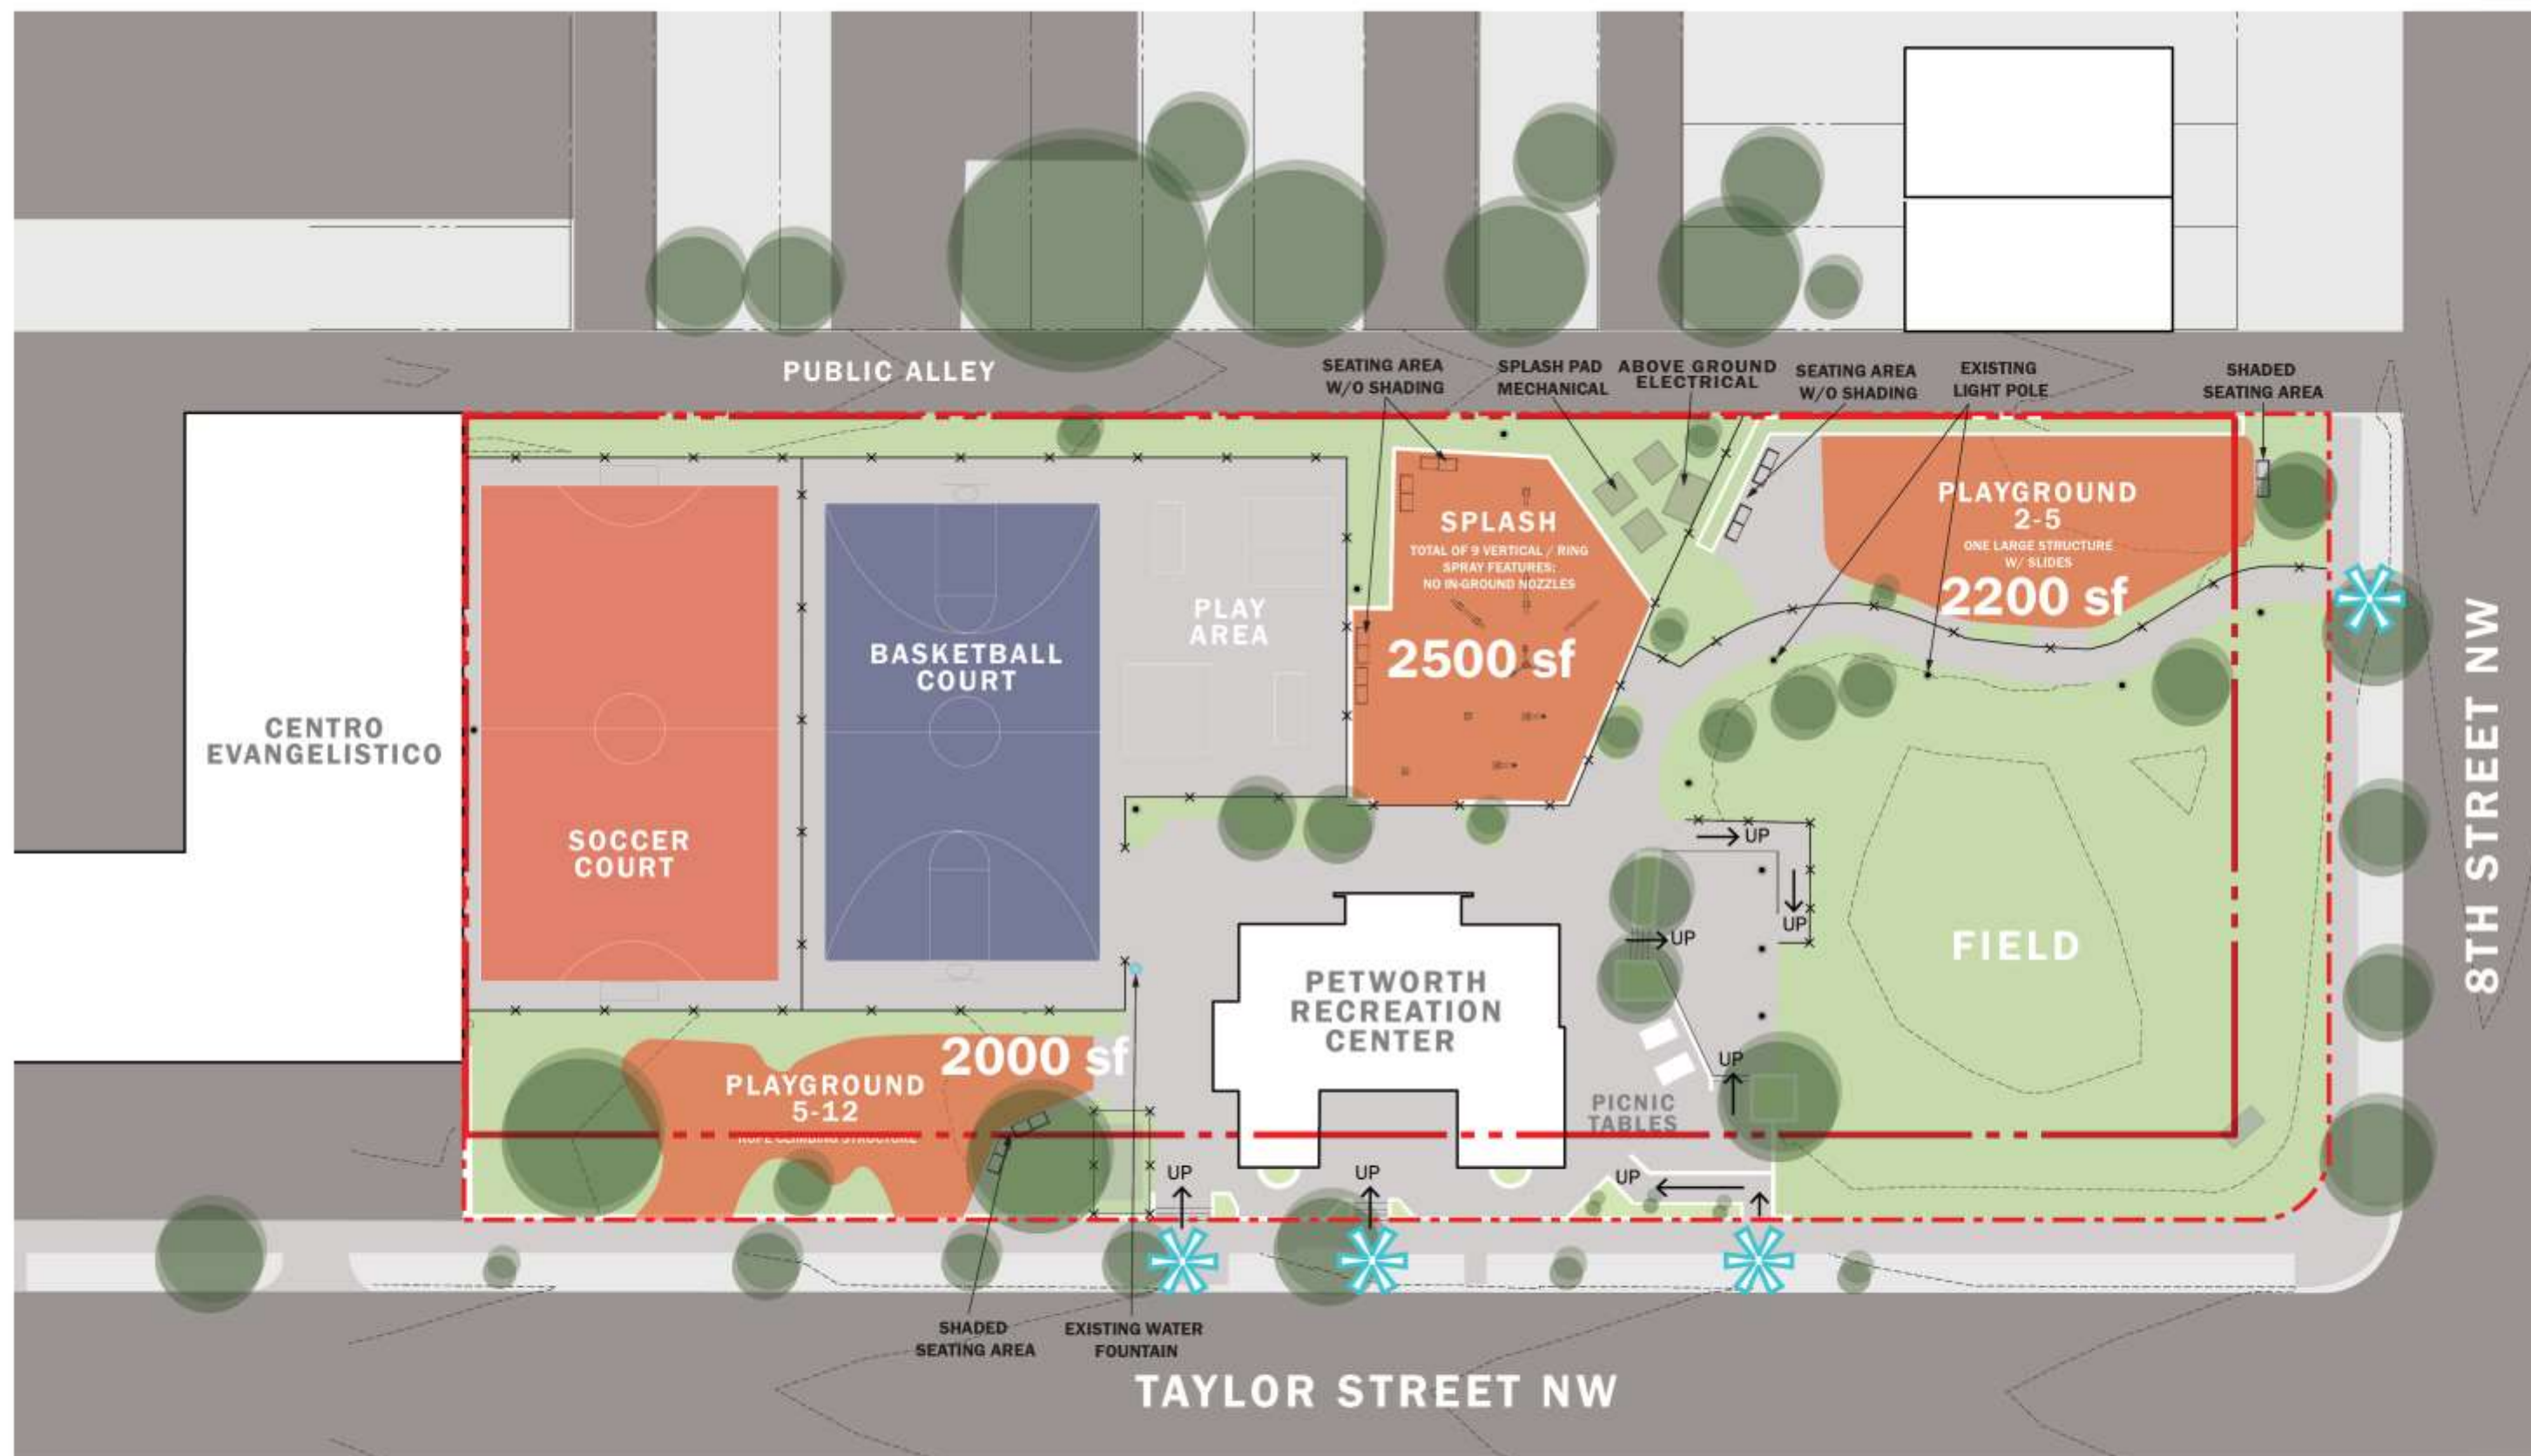 PUBLIC ALLEY
SEATING AREA
W/O SHADING
SPLASH PAD
MECHANICAL
ABOVE GROUND
ELECTRICAL
SEATING AREA
W/O SHADING
EXISTING
LIGHT POLE
SHADED
SEATING AREA
PLAYGROUND
2-5
ONE LARGE STRUCTURE
W/ SLIDES
2200 sf
SPLASH
TOTAL OF 9 VERTICAL / RING
SPRAY FEATURES;
NO IN-GROUND NOZZLES
2500 sf
PLAY
AREA
BASKETBALL
COURT
SOCCER
COURT
CENTRO
EVANGELISTICO
8TH STREET NW
UP
UP
UP
FIELD
PETWORTH
RECREATION
CENTER
2000 sf
PLAYGROUND
5-12
ROPE CLIMBING STRUCTURE
UP
PICNIC
TABLES
UP
UP
UP
SHADED
SEATING AREA
EXISTING WATER
FOUNTAIN
TAYLOR STREET NW